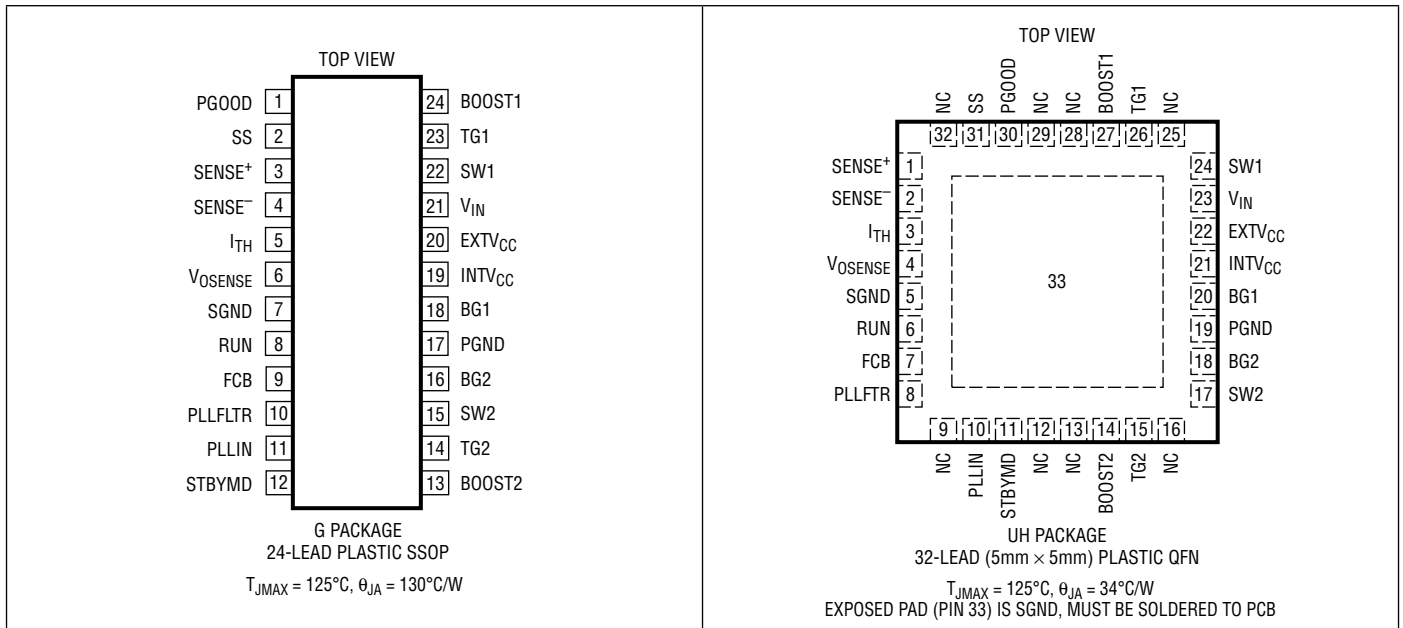 TOP VIEW
PGOOD 1
SS 2
SENSE+ 3
SENSE– 4
ITH 5
VOSENSE 6
SGND 7
RUN 8
FCB 9
PLLFLTR 10
PLLIN 11
STBYMD 12
24 BOOST1
23 TG1
22 SW1
21 VIN
20 EXTVCC
19 INTVCC
18 BG1
17 PGND
16 BG2
15 SW2
14 TG2
13 BOOST2
G PACKAGE
24-LEAD PLASTIC SSOP
TJMAX = 125°C, θJA = 130°C/W
TOP VIEW
NC SS PGOOD NC NC BOOST1 TG1 NC
32 31 30 29 28 27 26 25
SENSE+ 1
SENSE– 2
ITH 3
VOSENSE 4
SGND 5
RUN 6
FCB 7
PLLFTR 8
33
24 SW1
23 VIN
22 EXTVCC
21 INTVCC
20 BG1
19 PGND
18 BG2
17 SW2
9 10 11 12 13 14 15 16
NC PLLIN STBYMD NC NC BOOST2 TG2 NC
UH PACKAGE
32-LEAD (5mm × 5mm) PLASTIC QFN
TJMAX = 125°C, θJA = 34°C/W
EXPOSED PAD (PIN 33) IS SGND, MUST BE SOLDERED TO PCB